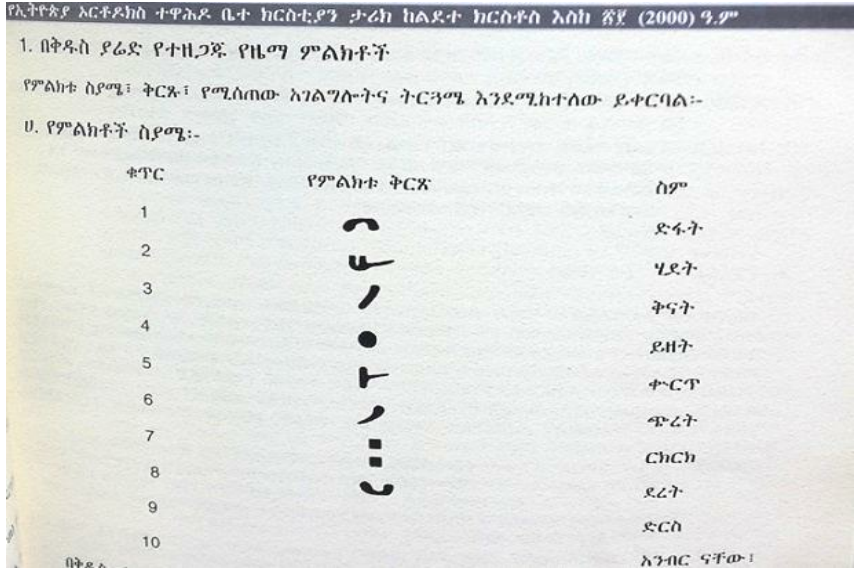 የኢትዮጵያ ኦርቶዶክስ ተዋሕዶ ቤተ ክርስቲያን ታሪክ ከልደተ ክርስቶስ እስከ ፳፻ (2000) ዓ.ም
1. በቅዱስ ያሬድ የተዘጋጁ የዜማ ምልክቶች
የምልክቱ ስያሜ፣ ቅርጹ፣ የሚሰጠው አገልግሎትና ትርጓሜ እንደሚከተለው ይቀርባል፡-
ሀ. የምልክቶች ስያሜ፡-
ቁጥር የምልክቱ ቅርጽ ስም
1 ድፋት
2 ሂደት
3 ቅናት
4 ይዘት
5 ቍርጥ
6 ጭረት
7 ርክርክ
8 ደረት
9 ድርስ
10 አንብር ናቸው፤